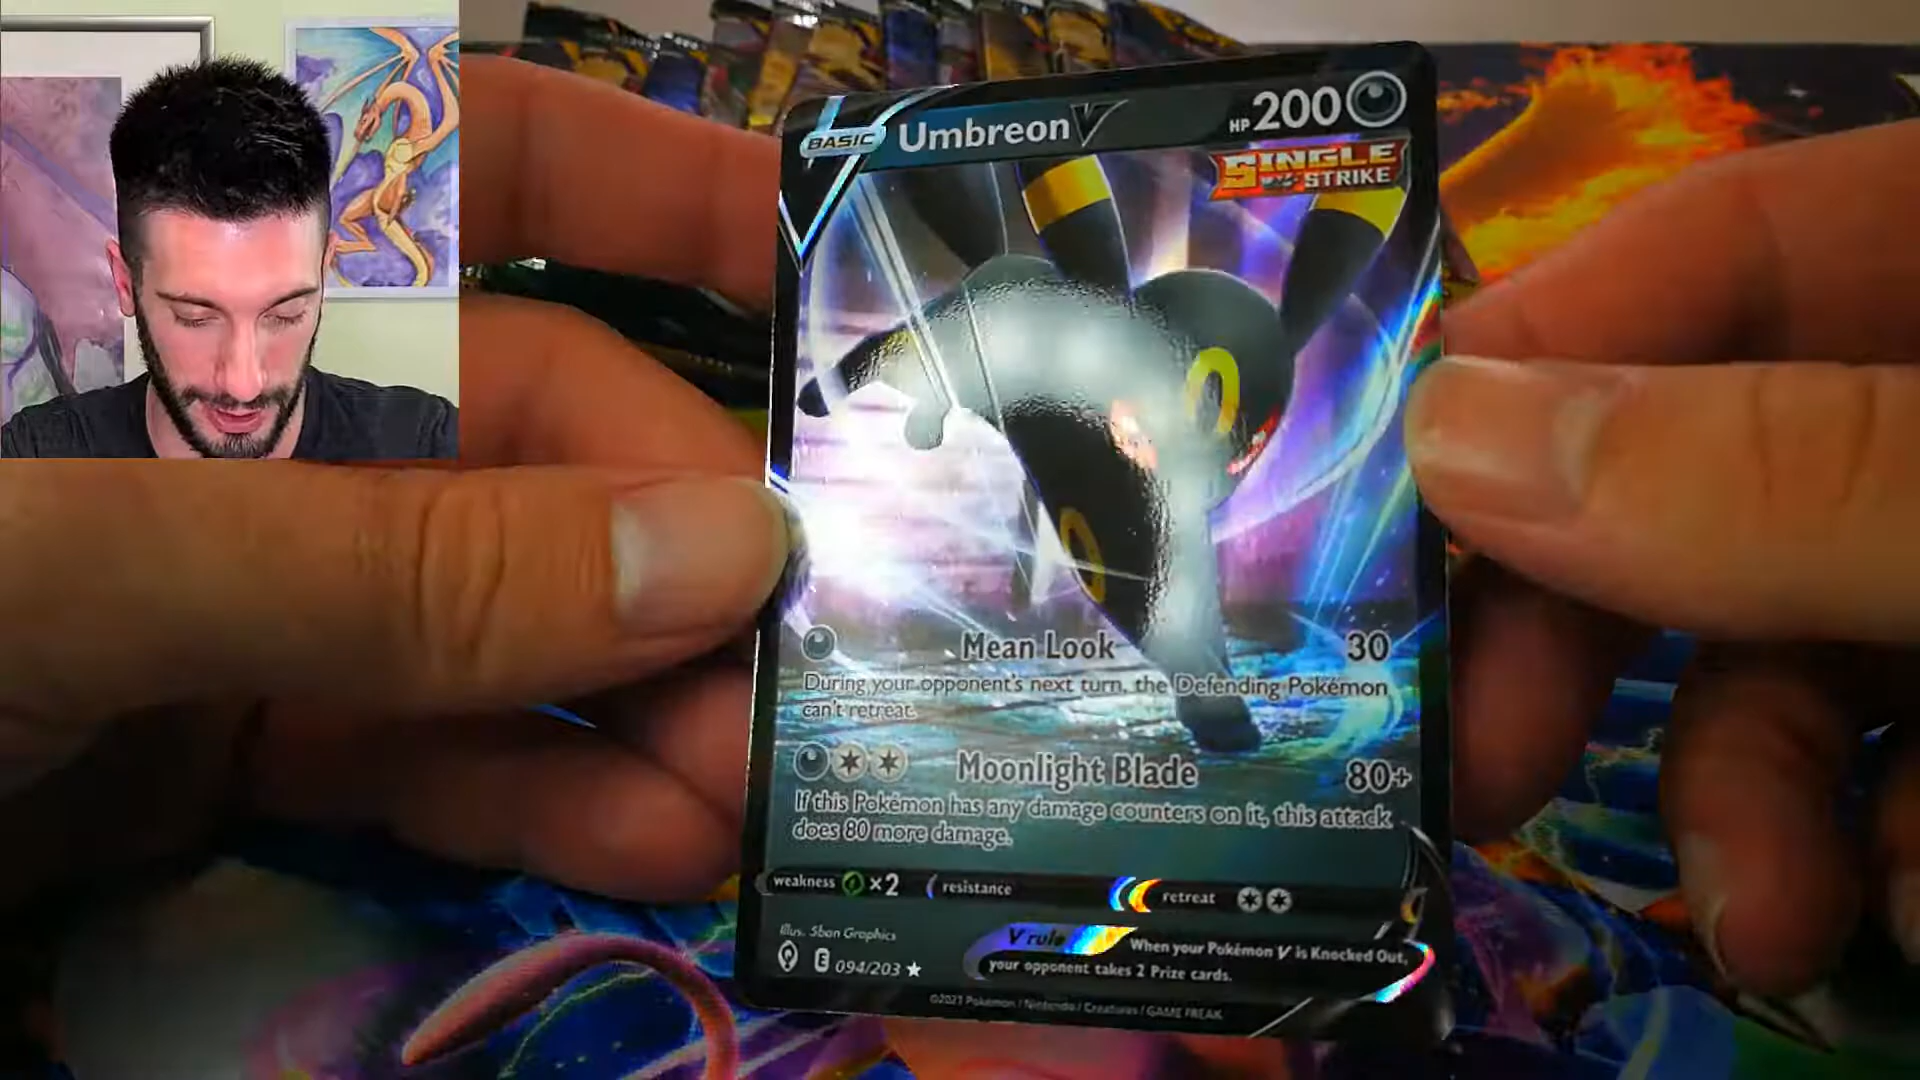 BASIC Umbreon V HP 200
SINGLE
STRIKE
Mean Look 30
During your opponent's next turn, the Defending Pokémon
can't retreat.
Moonlight Blade 80+
If this Pokémon has any damage counters on it, this attack
does 80 more damage.
weakness ×2 resistance retreat
Illus. 5ban Graphics
E 094/203 ★
V rule When your Pokémon V is Knocked Out,
your opponent takes 2 Prize cards.
©2021 Pokémon / Nintendo / Creatures / GAME FREAK